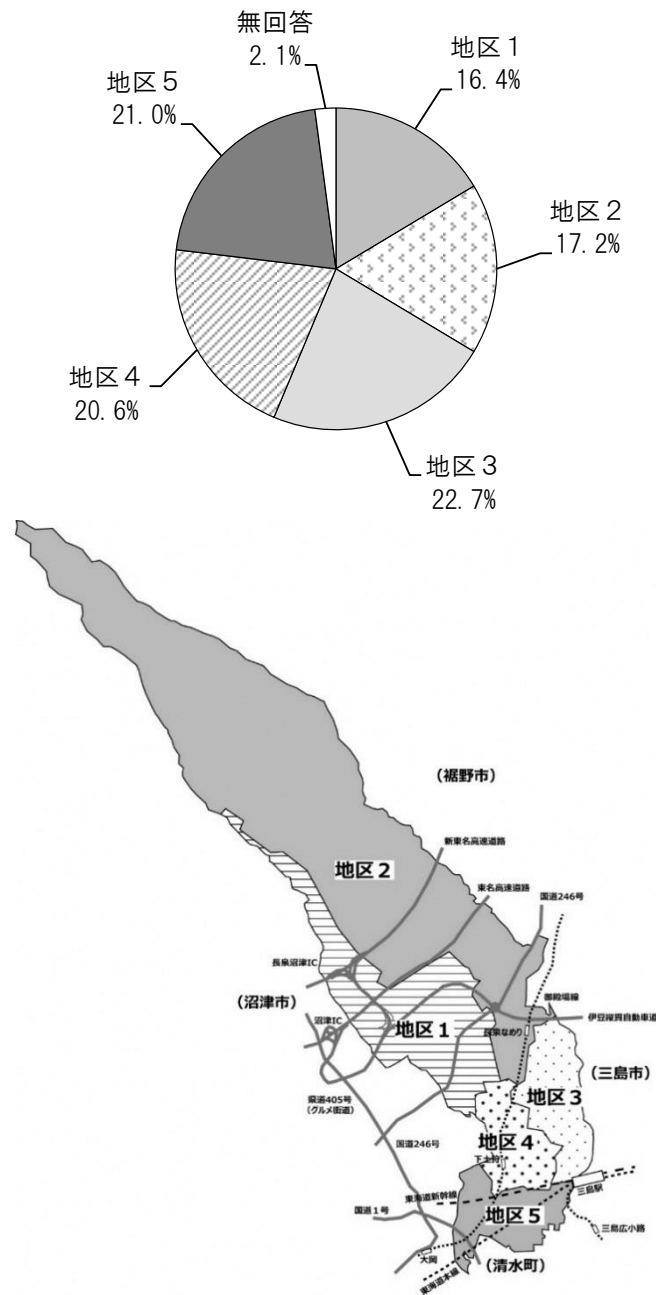 無回答
2.1%
地区1
16.4%
地区5
21.0%
地区2
17.2%
地区4
20.6%
地区3
22.7%
(裾野市)
新東名高速道路
地区2
東名高速道路
国道246号
長泉沼津IC
御殿場線
(沼津市)
沼津IC
地区1
伊豆縦貫自動車道
長泉なめり
(三島市)
県道405号
(グルメ街道)
地区3
地区4
国道246号
下土狩
三島駅
東海道新幹線
国道1号
地区5
三島広小路
大岡
(清水町)
東海道本線